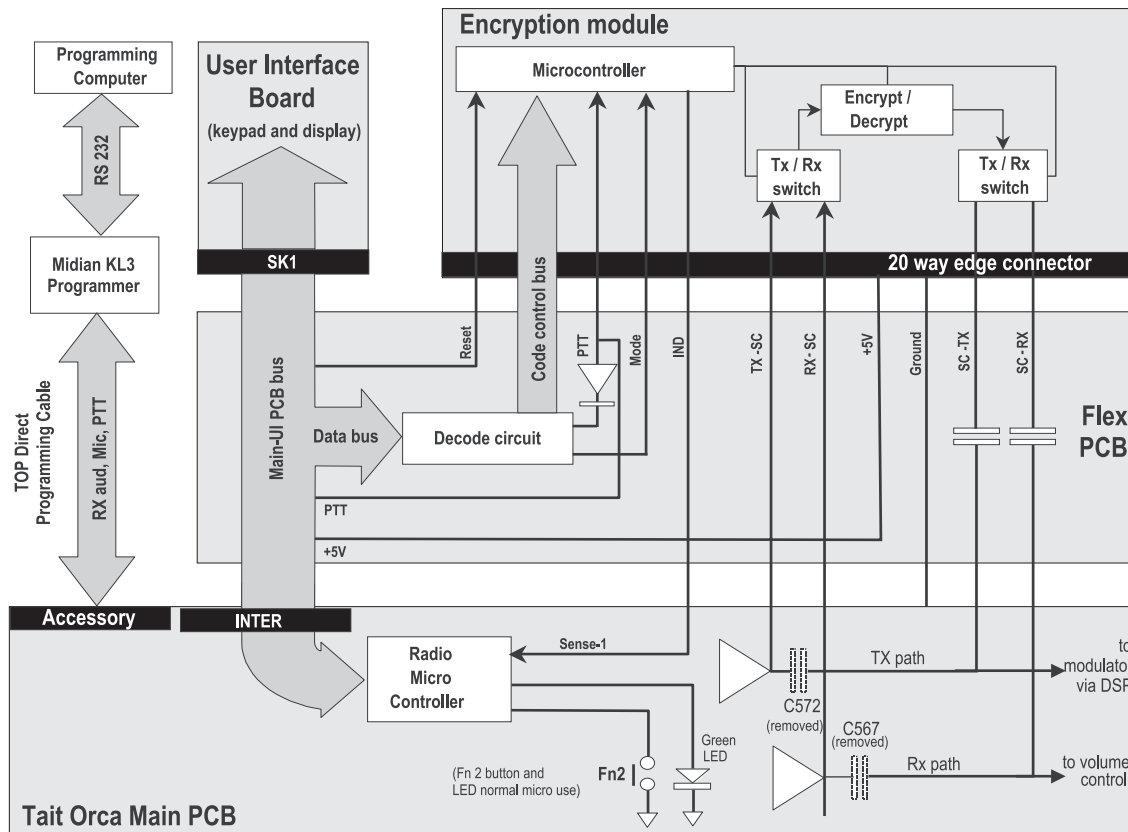 Encryption module
Programming
Computer
User Interface
Board
(keypad and display)
Microcontroller
Encrypt /
Decrypt
RS 232
Tx / Rx
switch
Tx / Rx
switch
Midian KL3
Programmer
SK1
20 way edge connector
Reset
Code control bus
PTT
Mode
IND
TX -SC
RX - SC
+5V
Ground
SC -TX
SC - RX
TOP Direct
Programming Cable
RX aud, Mic, PTT
Main-UI PCB bus
Data bus
Decode circuit
Flex
PCB
PTT
+5V
Accessory
INTER
Radio
Micro
Controller
Sense-1
TX path
to
modulato
via DSP
C572
(removed)
C567
(removed)
Green
LED
(Fn 2 button and
LED normal micro use)
Fn2
Rx path
to volume
control
Tait Orca Main PCB